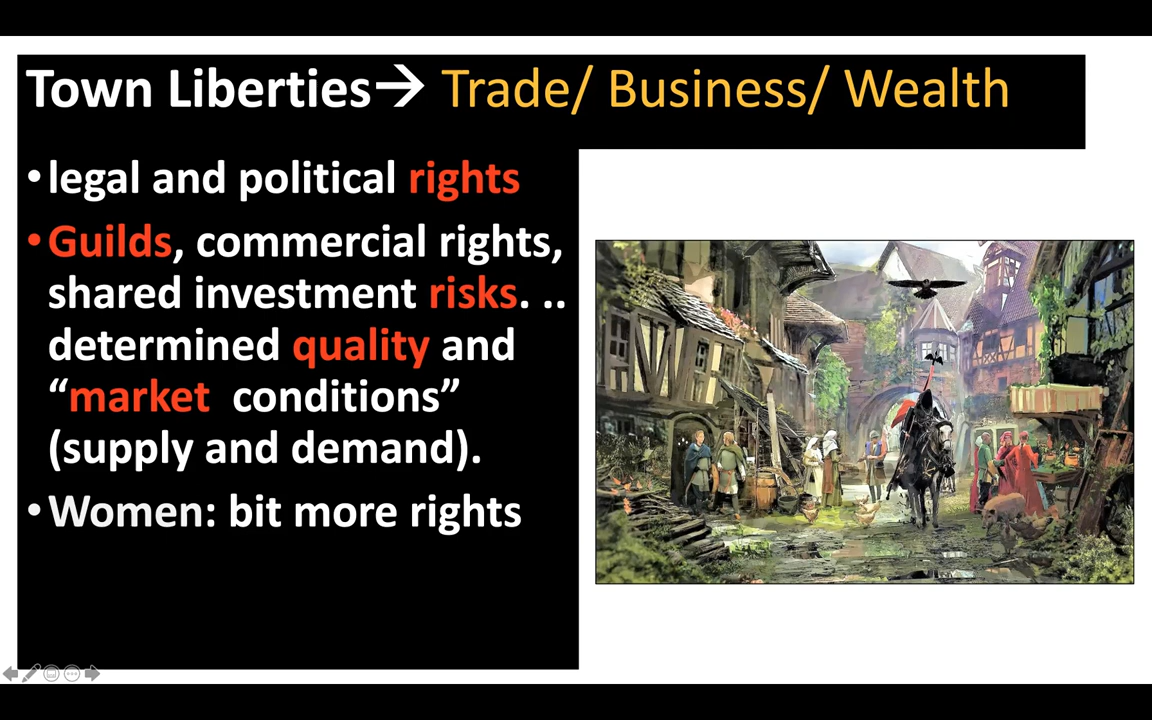 Town Liberties→ Trade/ Business/ Wealth
•legal and political rights
•Guilds, commercial rights,
shared investment risks. ..
determined quality and
“market  conditions”
(supply and demand).
•Women: bit more rights